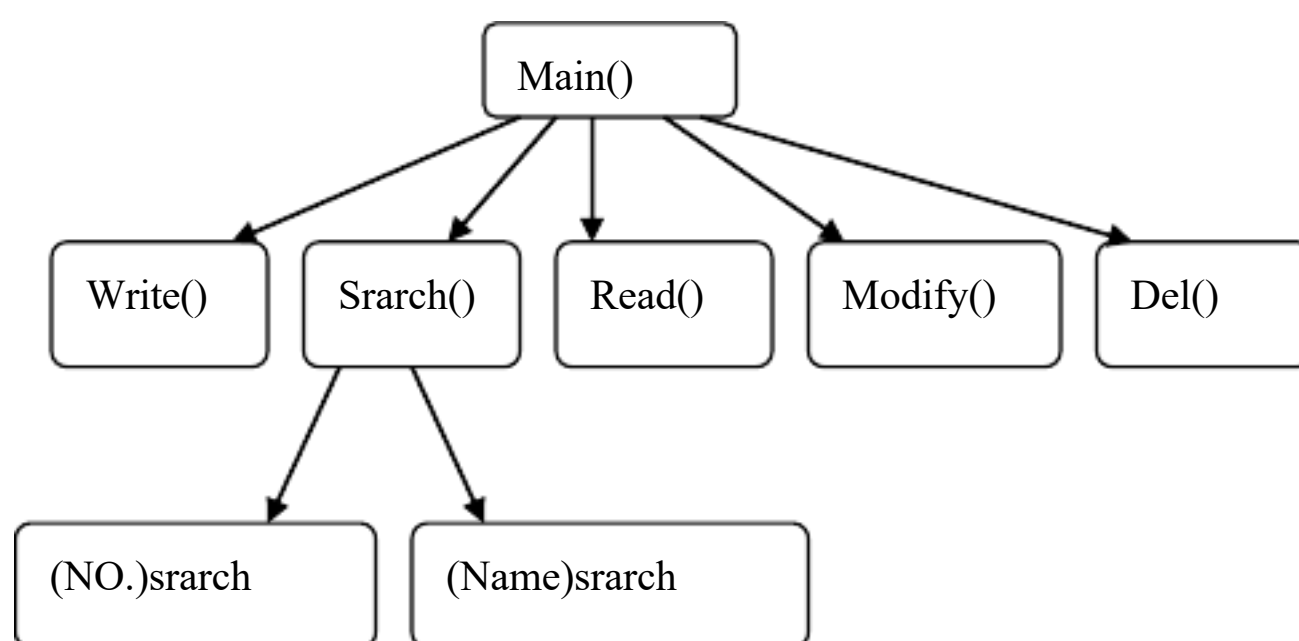 Main()
Write()
Srarch()
Read()
Modify()
Del()
(NO.)srarch
(Name)srarch